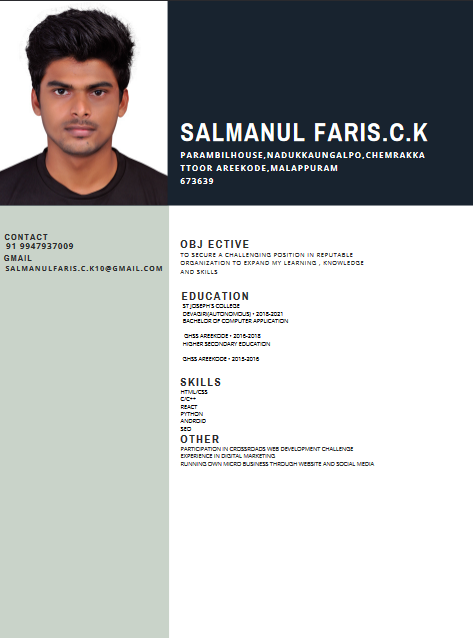 SALMANUL FARIS.C.K
PARAMBILHOUSE,NADUKKAUNGALPO,CHEMRAKKA
TTOOR AREEKODE,MALAPPURAM
673639
CONTACT
91 9947937009
GMAIL
SALMANULFARIS.C.K10@GMAIL.COM
OBJ ECTIVE
TO SECURE A CHALLENGING POSITION IN REPUTABLE
ORGANIZATION TO EXPAND MY LEARNING , KNOWLEDGE
AND SKILLS
EDUCATION
ST JOSEPH'S COLLEGE
DEVAGIRI(AUTONOMOUS) • 2018-2021
BACHELOR OF COMPUTER APPLICATION
GHSS AREEKODE • 2016-2018
HIGHER SECONDARY EDUCATION
GHSS AREEKODE • 2015-2016
SKILLS
HTML/CSS
C/C++
REACT
PYTHON
ANDROID
SEO
OTHER
PARTICIPATION IN CROSSROADS WEB DEVELOPMENT CHALLENGE
EXPERIENCE IN DIGITAL MARKETING
RUNNING OWN MICRO BUSINESS THROUGH WEBSITE AND SOCIAL MEDIA